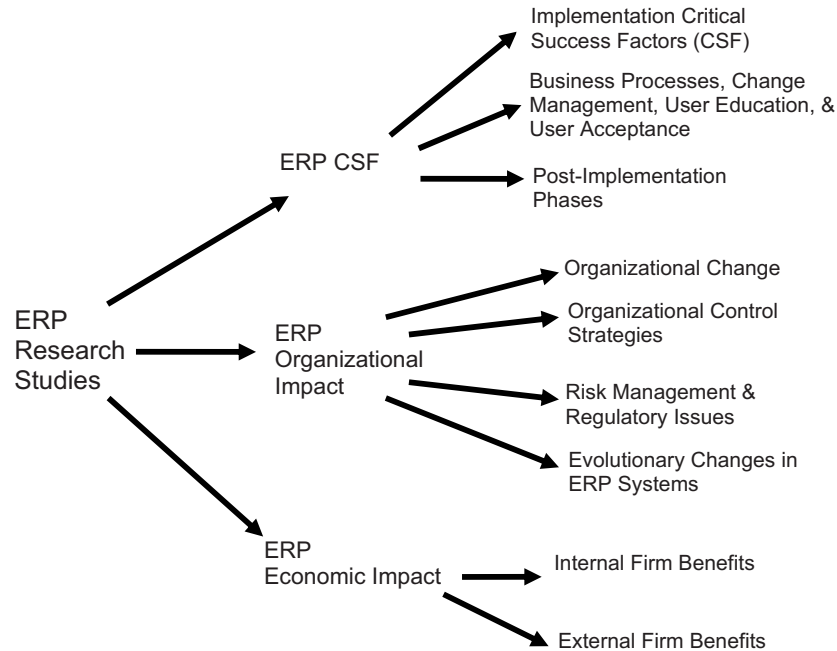 Implementation Critical
Success Factors (CSF)
Business Processes, Change
Management, User Education, &
User Acceptance
ERP CSF
Post-Implementation
Phases
Organizational Change
ERP
Research
Studies
ERP
Organizational
Impact
Organizational Control
Strategies
Risk Management &
Regulatory Issues
Evolutionary Changes in
ERP Systems
ERP
Economic Impact
Internal Firm Benefits
External Firm Benefits